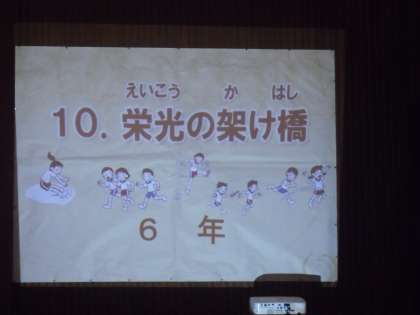 えいこう か はし
10. 栄光の架け橋
6 年